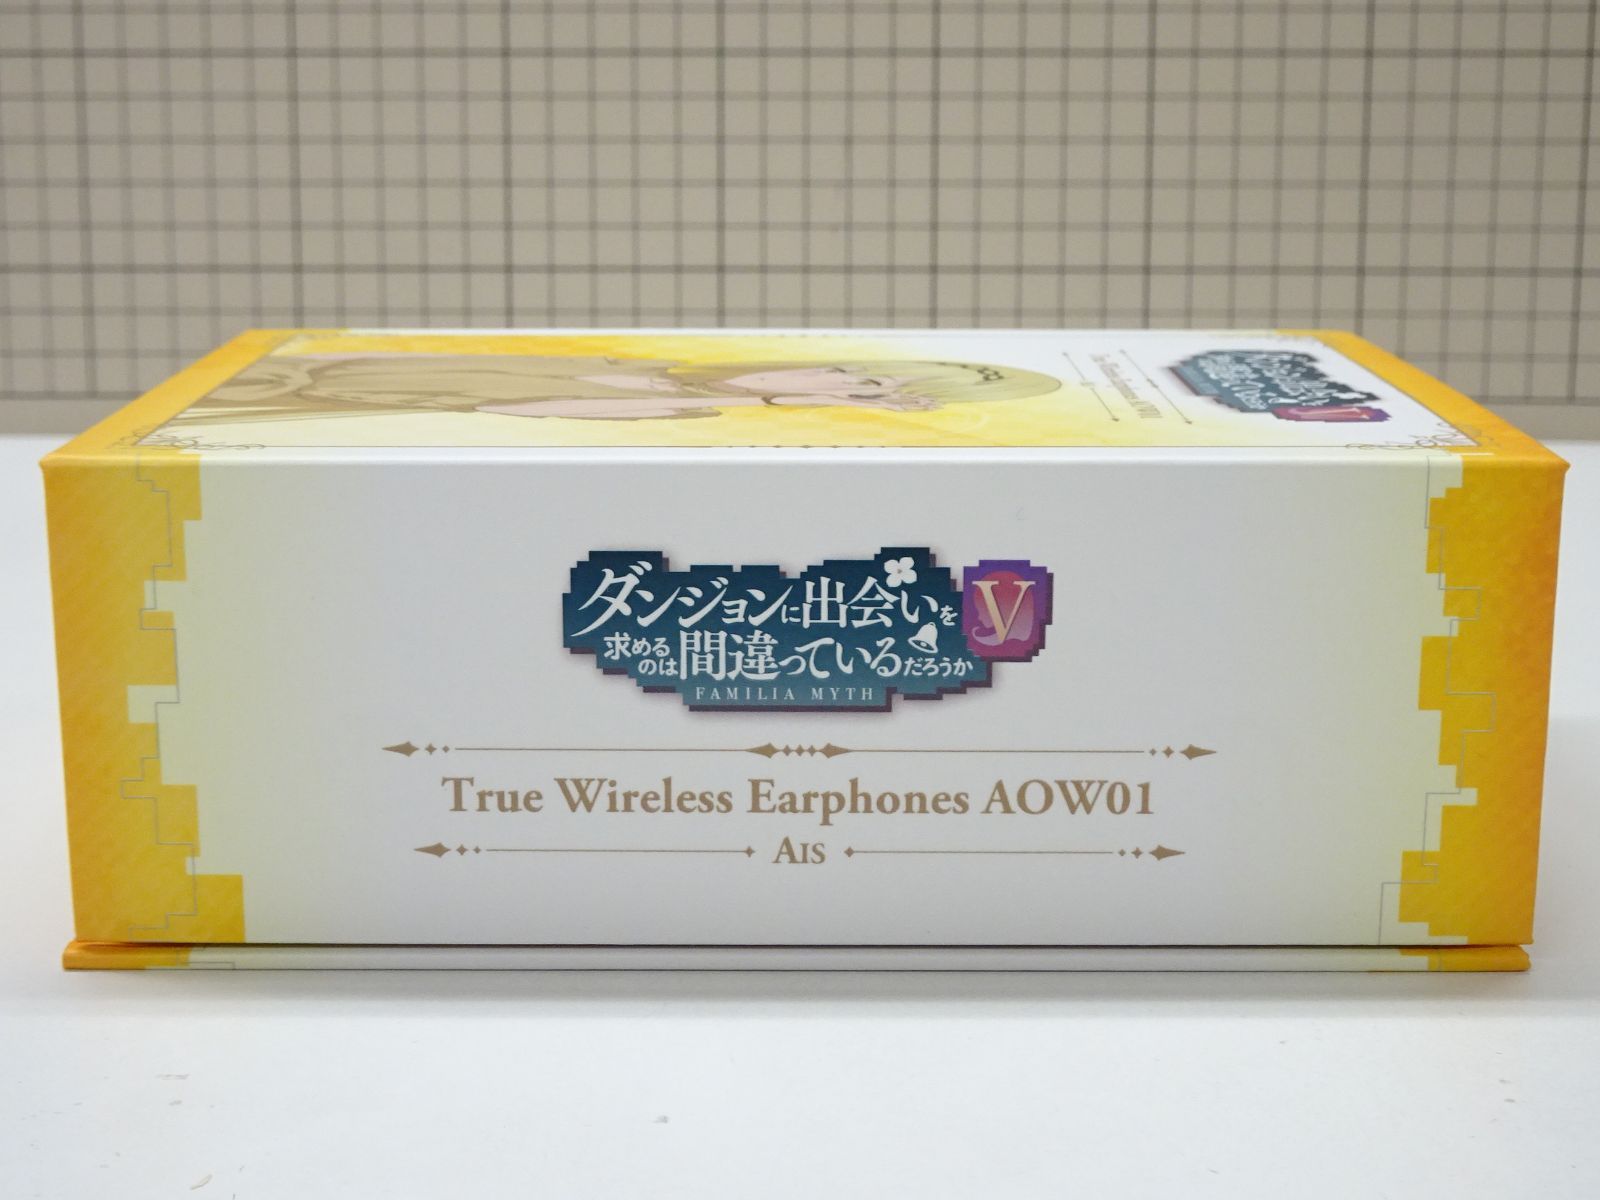 ダンジョンに出会いを
V
求めるのは間違っているだろうか
FAMILIA MYTH
True Wireless Earphones AOW01
AIS